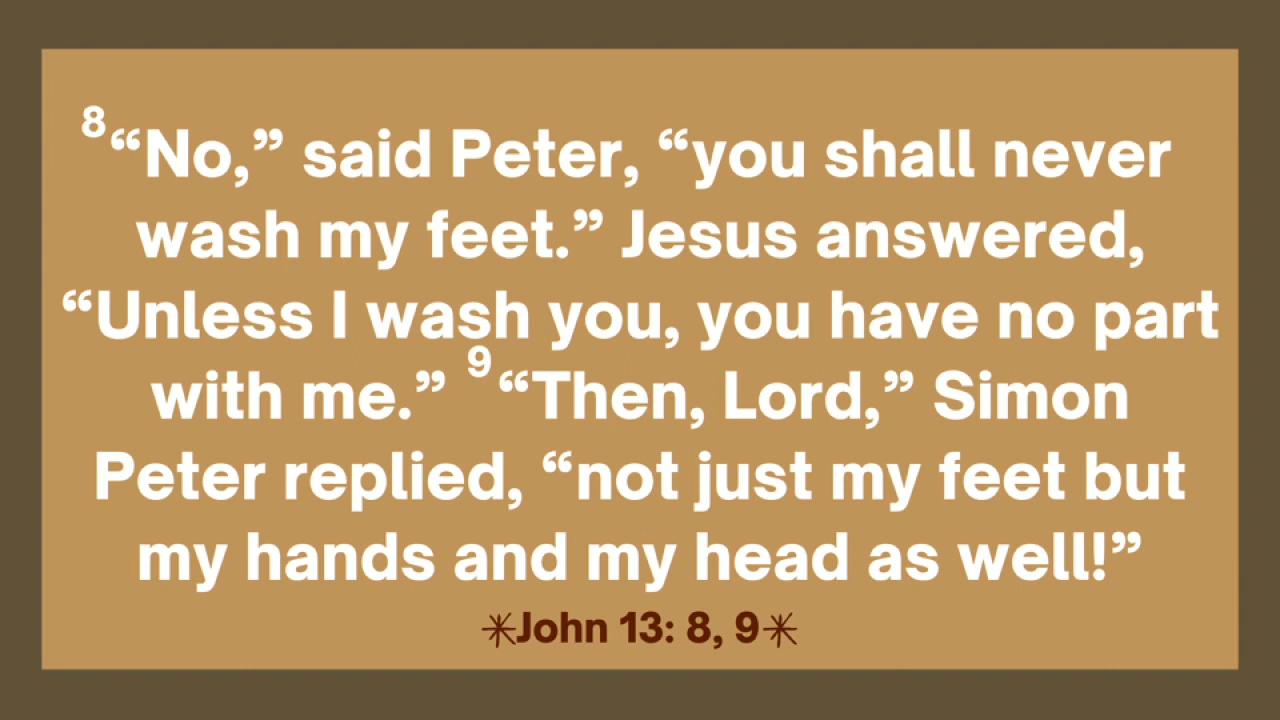 8 “No,” said Peter, “you shall never
wash my feet.” Jesus answered,
“Unless I wash you, you have no part
with me.” 9 “Then, Lord,” Simon
Peter replied, “not just my feet but
my hands and my head as well!”
✳John 13: 8, 9✳